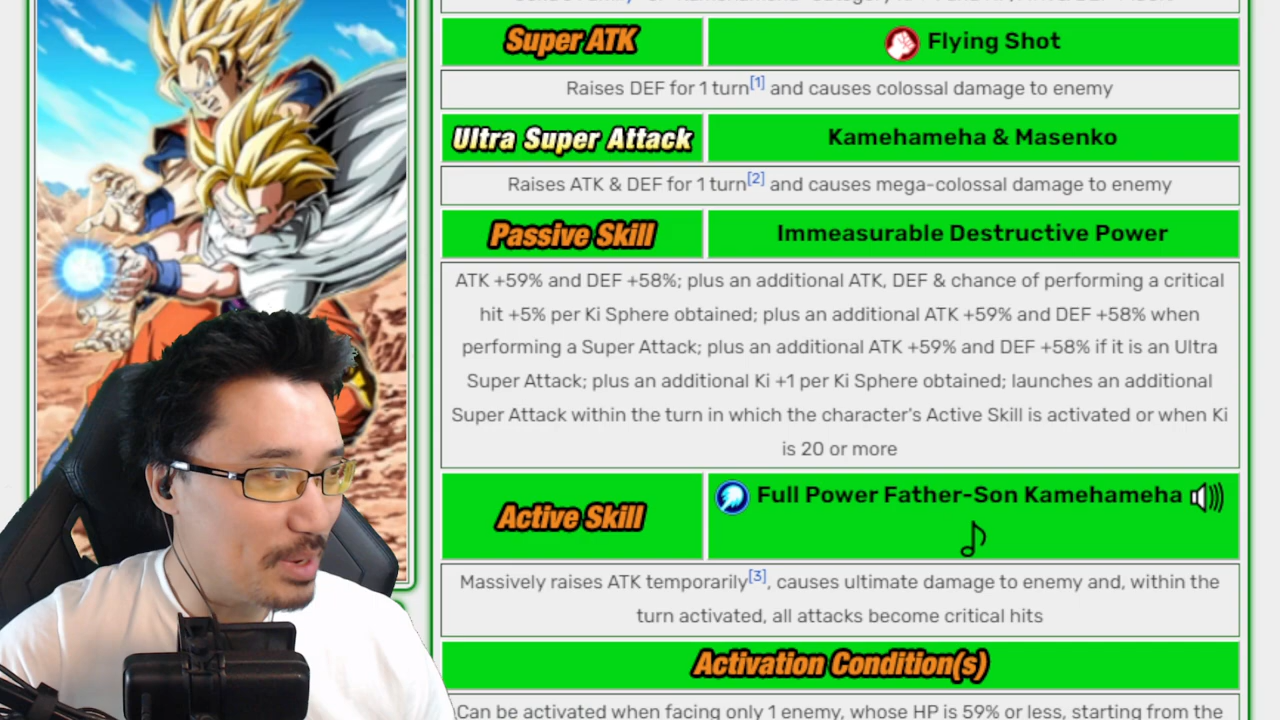 Super ATK
Flying Shot
Raises DEF for 1 turn[1] and causes colossal damage to enemy
Ultra Super Attack
Kamehameha & Masenko
Raises ATK & DEF for 1 turn[2] and causes mega-colossal damage to enemy
Passive Skill
Immeasurable Destructive Power
ATK +59% and DEF +58%; plus an additional ATK, DEF & chance of performing a critical
hit +5% per Ki Sphere obtained; plus an additional ATK +59% and DEF +58% when
performing a Super Attack; plus an additional ATK +59% and DEF +58% if it is an Ultra
Super Attack; plus an additional Ki +1 per Ki Sphere obtained; launches an additional
Super Attack within the turn in which the character's Active Skill is activated or when Ki
is 20 or more
Active Skill
Full Power Father-Son Kamehameha
Massively raises ATK temporarily[3], causes ultimate damage to enemy and, within the
turn activated, all attacks become critical hits
Activation Condition(s)
Can be activated when facing only 1 enemy, whose HP is 59% or less, starting from the